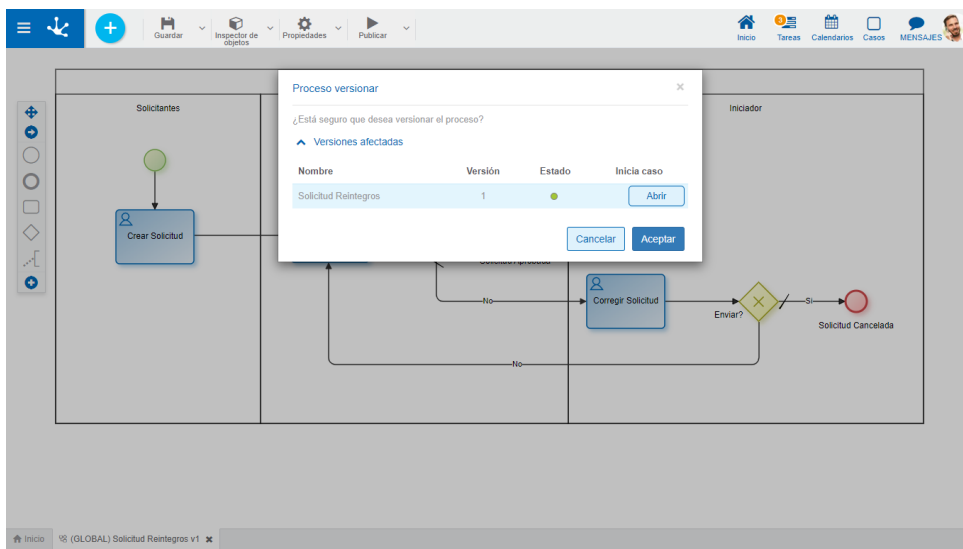 Guardar
Inspector de
objetos
Propiedades
Publicar
Inicio
3
Tareas
Calendarios
Casos
MENSAJES
Proceso versionar
¿Está seguro que desea versionar el proceso?
Versiones afectadas
Nombre Versión Estado Inicia caso
Solicitud Reintegros 1 Abrir
Cancelar Aceptar
Solicitantes
Iniciador
Crear Solicitud
No
Corregir Solicitud
Enviar?
Si
Solicitud Cancelada
No
Inicio
(GLOBAL) Solicitud Reintegros v1